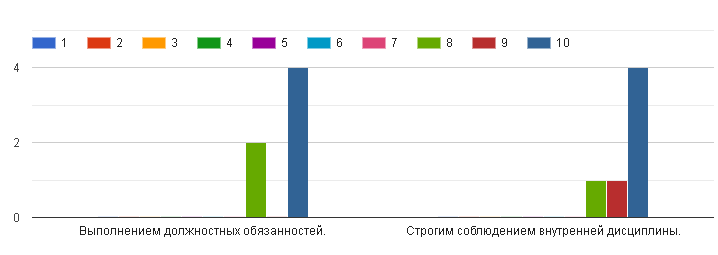 1 2 3 4 5 6 7 8 9 10
4
2
0
Выполнением должностных обязанностей. Строгим соблюдением внутренней дисциплины.